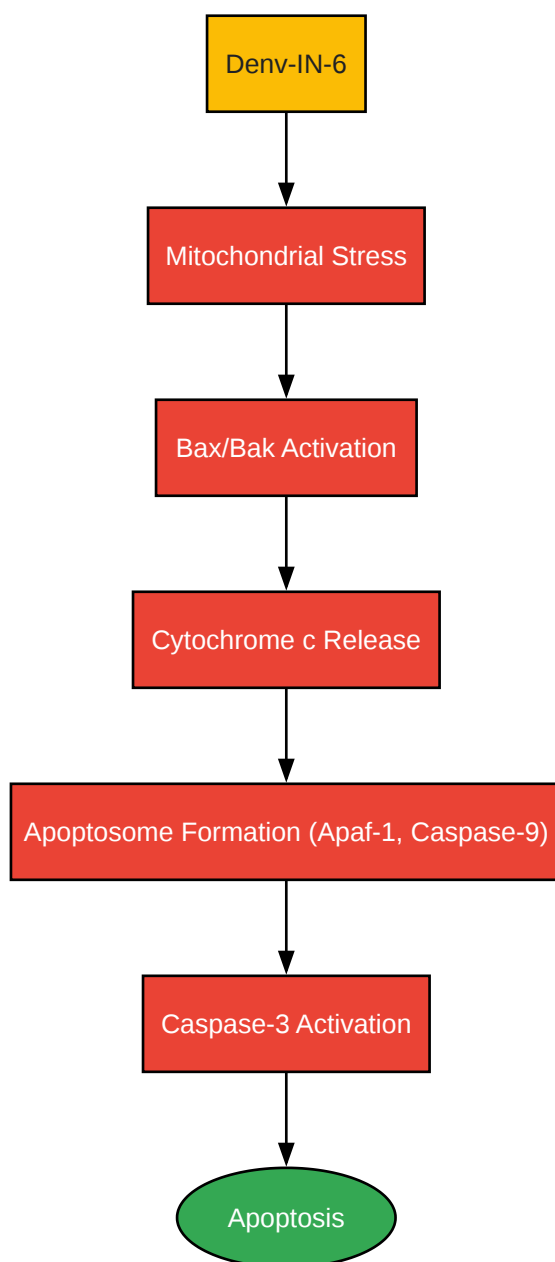 Denv-IN-6
Mitochondrial Stress
Bax/Bak Activation
Cytochrome c Release
Apoptosome Formation (Apaf-1, Caspase-9)
Caspase-3 Activation
Apoptosis